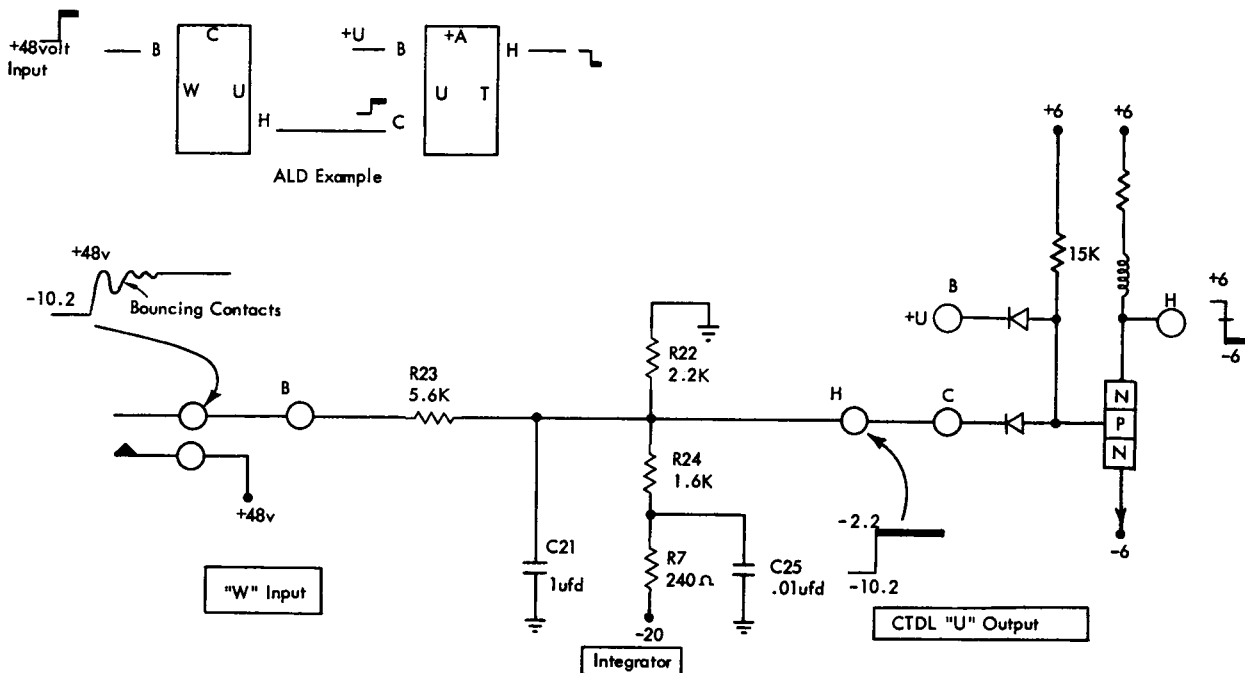 C
+A
+48volt
Input
B
W U
H
+U
B
C
U T
H
ALD Example
+6
+6
15K
+48v
-10.2
Bouncing Contacts
B
+U
H
+6
-6
R22
2.2K
R23
5.6K
B
H
C
N
P
N
R24
1.6K
+48v
-2.2
-10.2
-6
C21
1ufd
R7
240Ω
C25
.01ufd
-20
"W" Input
Integrator
CTDL "U" Output